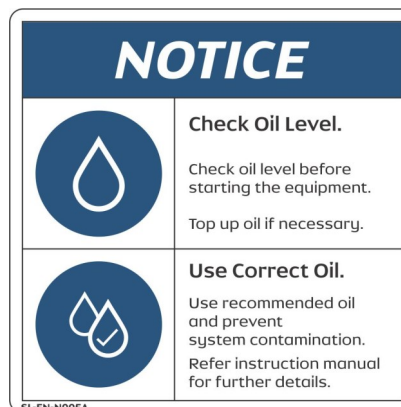 NOTICE
Check Oil Level.
Check oil level before
starting the equipment.
Top up oil if necessary.
Use Correct Oil.
Use recommended oil
and prevent
system contamination.
Refer instruction manual
for further details.